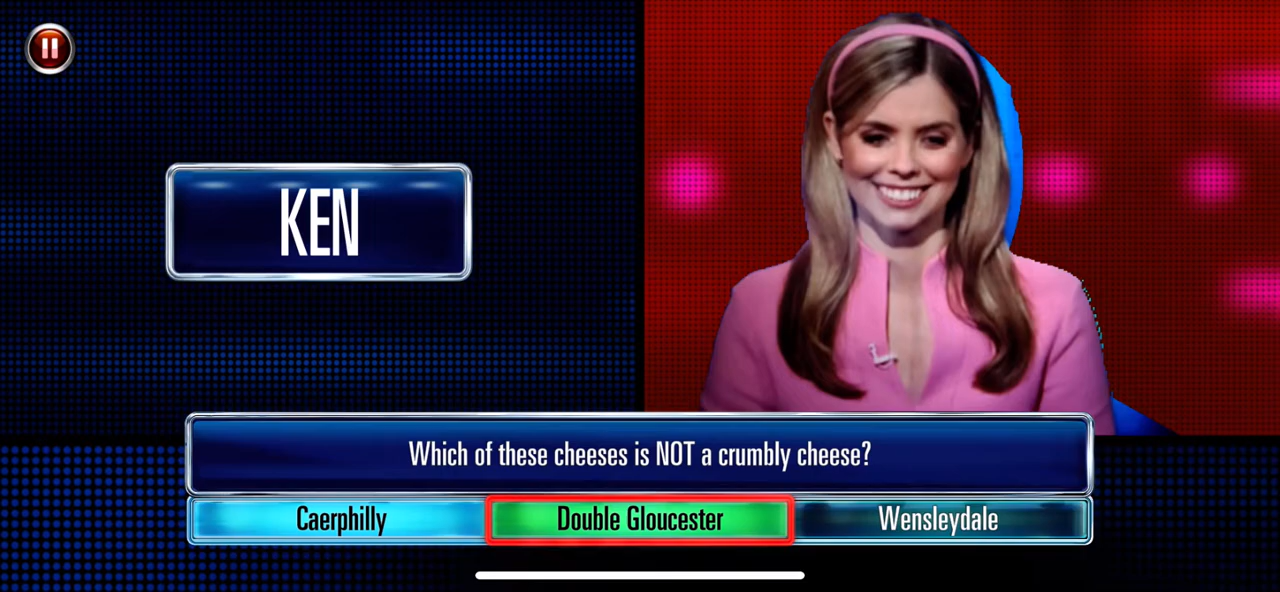 KEN
Which of these cheeses is NOT a crumbly cheese?
Caerphilly
Double Gloucester
Wensleydale